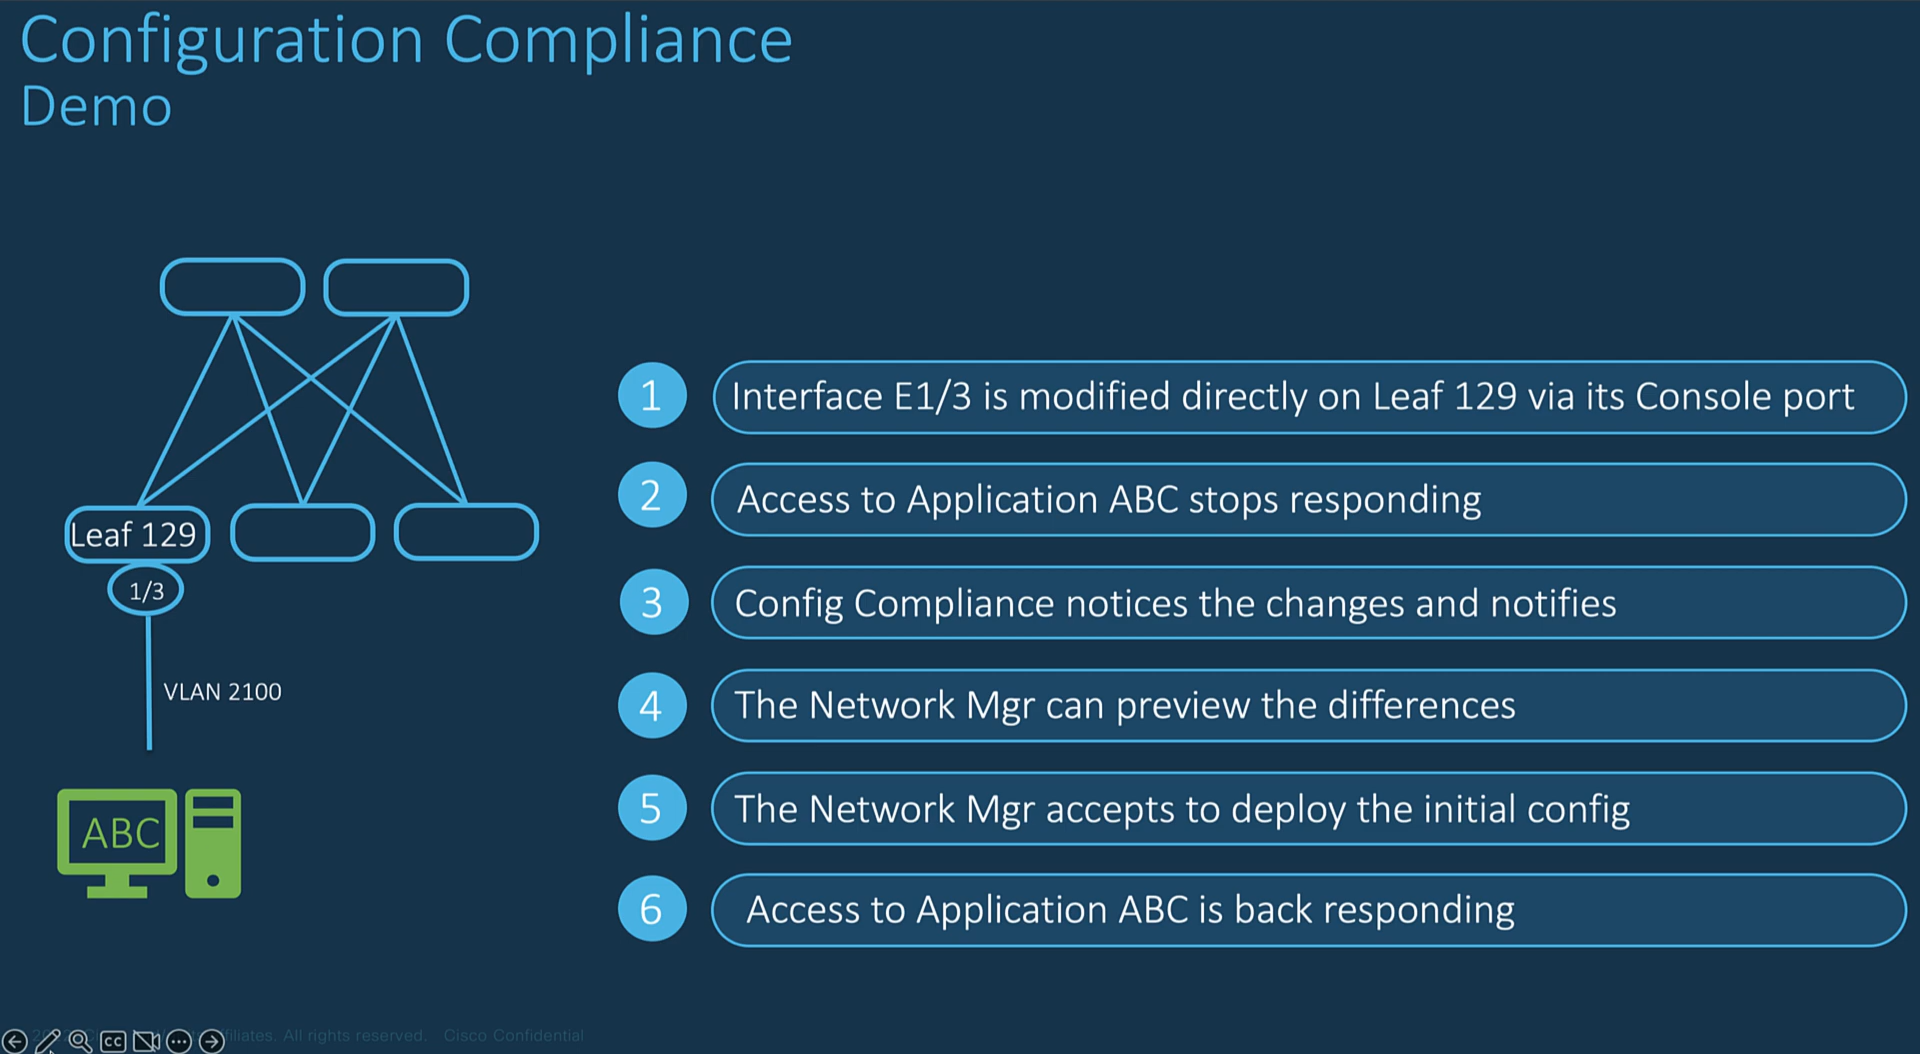 Configuration Compliance
Demo
Leaf 129
1/3
VLAN 2100
ABC
1
Interface E1/3 is modified directly on Leaf 129 via its Console port
2
Access to Application ABC stops responding
3
Config Compliance notices the changes and notifies
4
The Network Mgr can preview the differences
5
The Network Mgr accepts to deploy the initial config
6
Access to Application ABC is back responding
CC
All rights reserved. Cisco Confidential